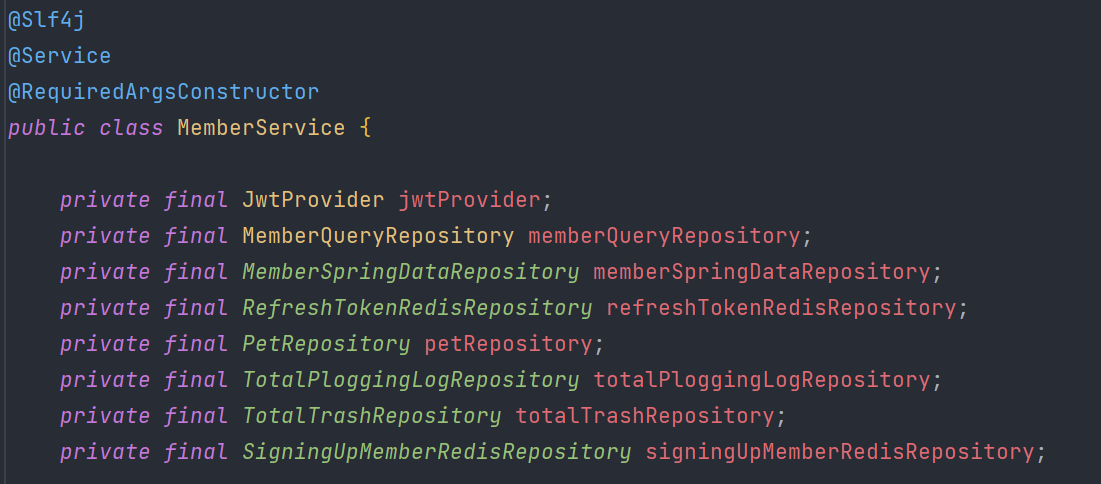 @Slf4j
@Service
@RequiredArgsConstructor
public class MemberService {
private final JwtProvider jwtProvider;
private final MemberQueryRepository memberQueryRepository;
private final MemberSpringDataRepository memberSpringDataRepository;
private final RefreshTokenRedisRepository refreshTokenRedisRepository;
private final PetRepository petRepository;
private final TotalPloggingLogRepository totalPloggingLogRepository;
private final TotalTrashRepository totalTrashRepository;
private final SigningUpMemberRedisRepository signingUpMemberRedisRepository;